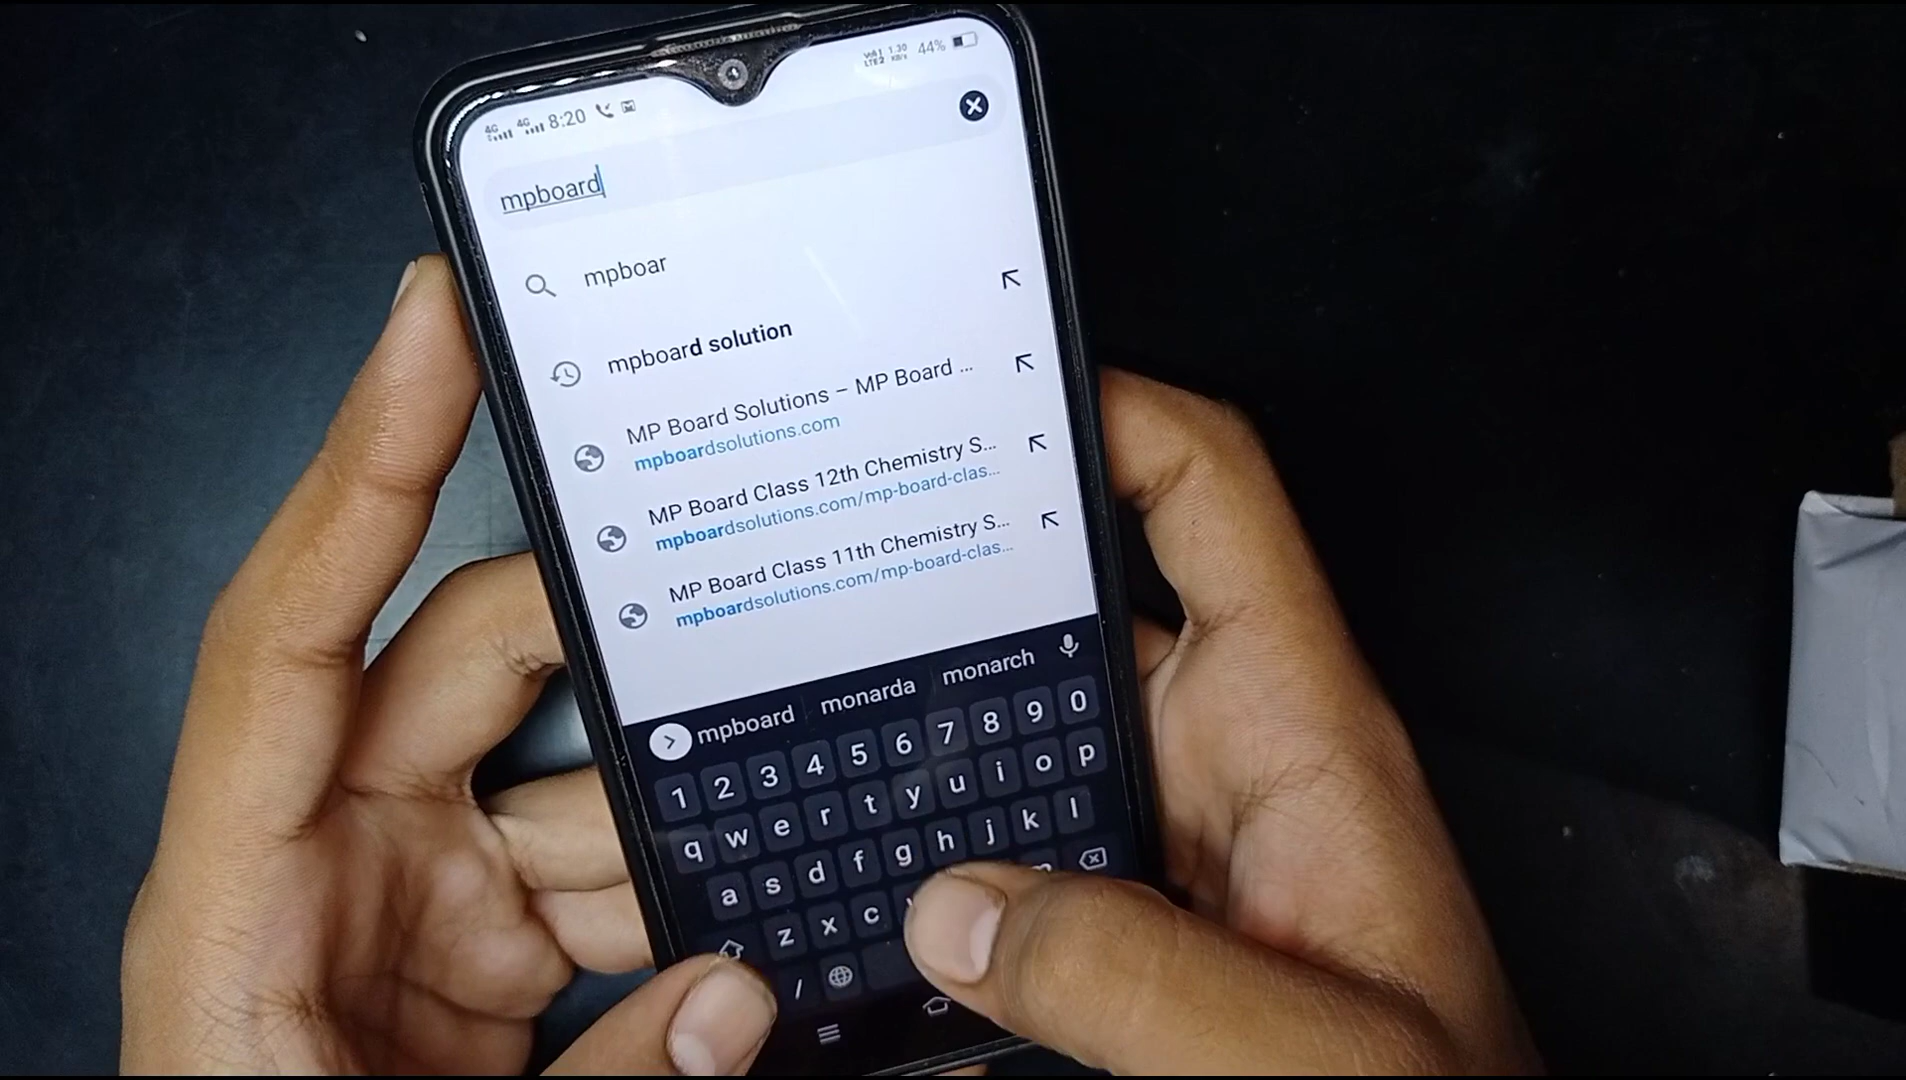 4G 4G 8:20 44%
mpboard
mpboar
mpboard solution
MP Board Solutions – MP Board ...
mpboardsolutions.com
MP Board Class 12th Chemistry S...
mpboardsolutions.com/mp-board-clas...
MP Board Class 11th Chemistry S...
mpboardsolutions.com/mp-board-clas...
mpboard monarda monarch
1 2 3 4 5 6 7 8 9 0
q w e r t y u i o p
a s d f g h j k l
z x c
/